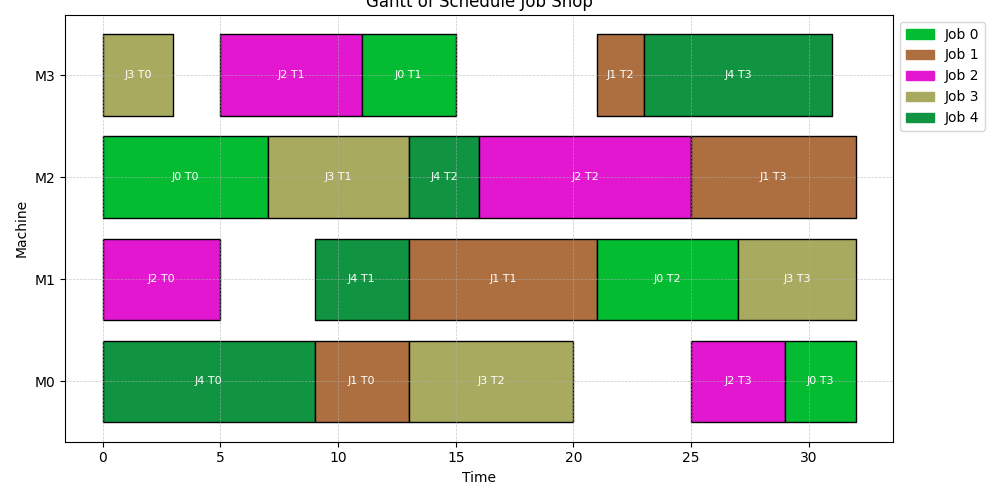 Gantt of Schedule Job Shop
M3
J3 T0
J2 T1
J0 T1
J1 T2
J4 T3
M2
J0 T0
J3 T1
J4 T2
J2 T2
J1 T3
M1
J2 T0
J4 T1
J1 T1
J0 T2
J3 T3
M0
J4 T0
J1 T0
J3 T2
J2 T3
J0 T3
Machine
0 5 10 15 20 25 30
Time
Job 0
Job 1
Job 2
Job 3
Job 4